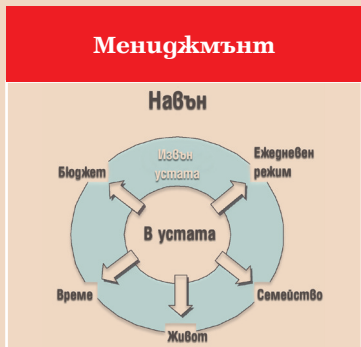 Мениджмънт
Навън
Извън
устата
Бюджет
Ежедневен
режим
В устата
Време
Семейство
Живот